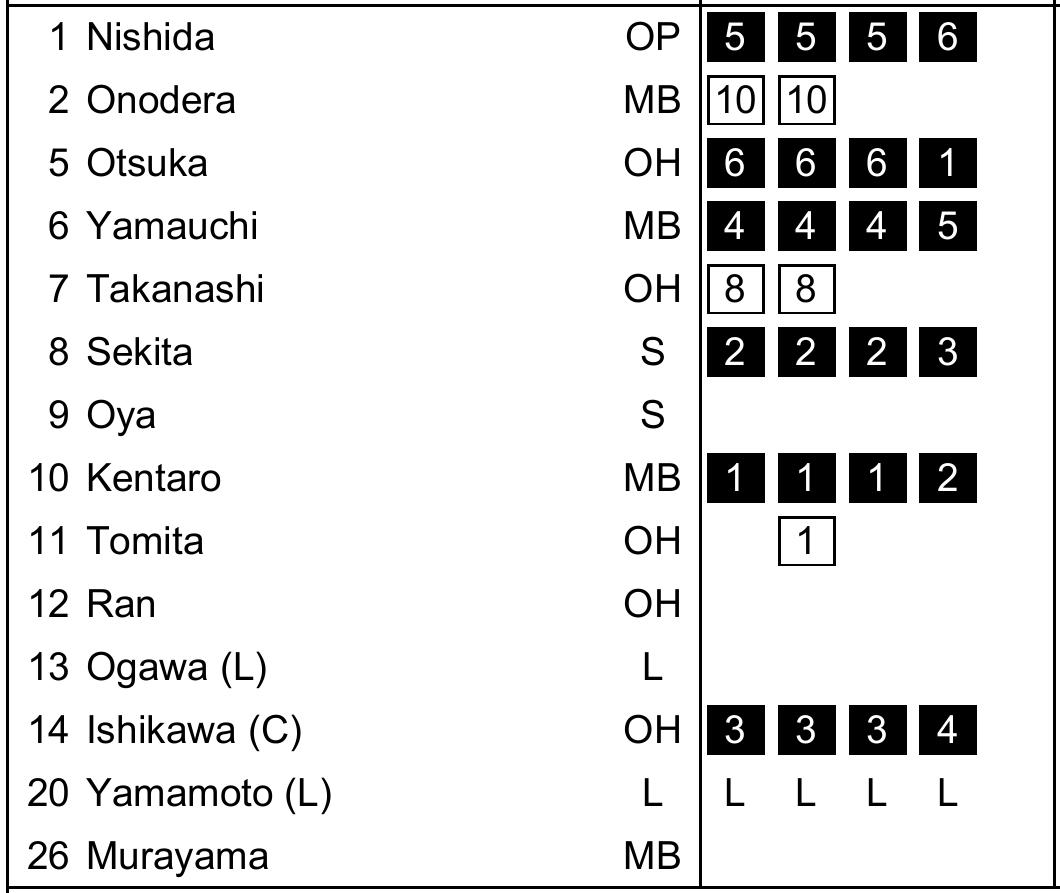 1 Nishida OP 5 5 5 6
2 Onodera MB 10 10
5 Otsuka OH 6 6 6 1
6 Yamauchi MB 4 4 4 5
7 Takanashi OH 8 8
8 Sekita S 2 2 2 3
9 Oya S
10 Kentaro MB 1 1 1 2
11 Tomita OH 1
12 Ran OH
13 Ogawa (L) L
14 Ishikawa (C) OH 3 3 3 4
20 Yamamoto (L) L L L L L
26 Murayama MB